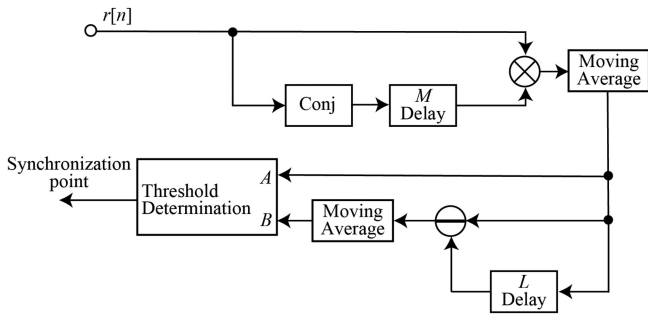 r[n]
Moving
Average
Conj
M
Delay
Synchronization
point
Threshold
Determination
A
B
Moving
Average
L
Delay